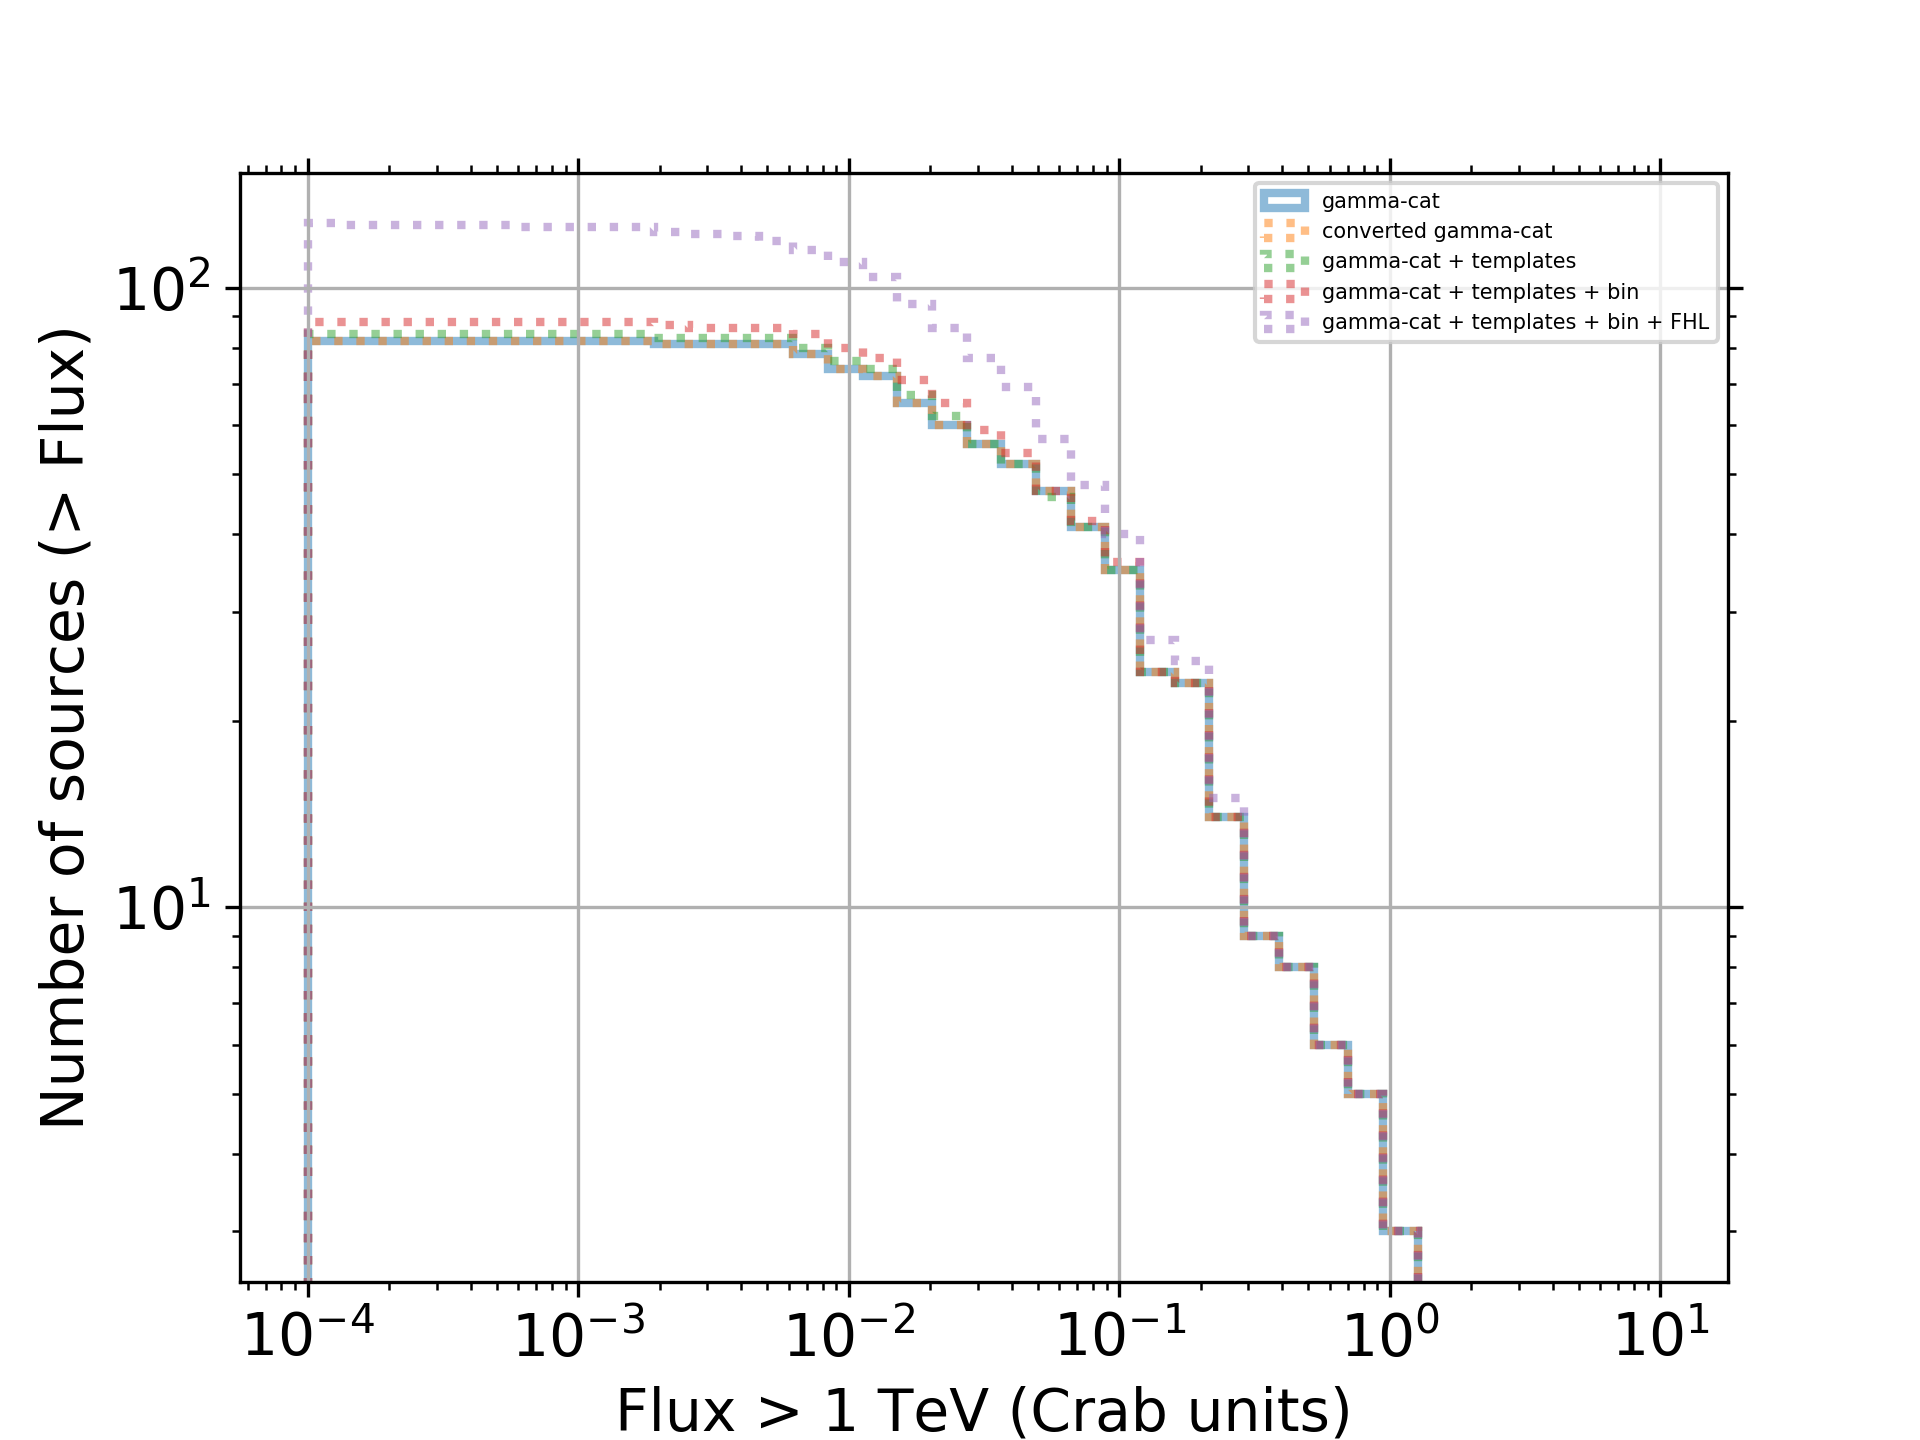 gamma-cat
converted gamma-cat
gamma-cat + templates
gamma-cat + templates + bin
gamma-cat + templates + bin + FHL
10²
10¹
Number of sources (> Flux)
10⁻⁴ 10⁻³ 10⁻² 10⁻¹ 10⁰ 10¹
Flux > 1 TeV (Crab units)